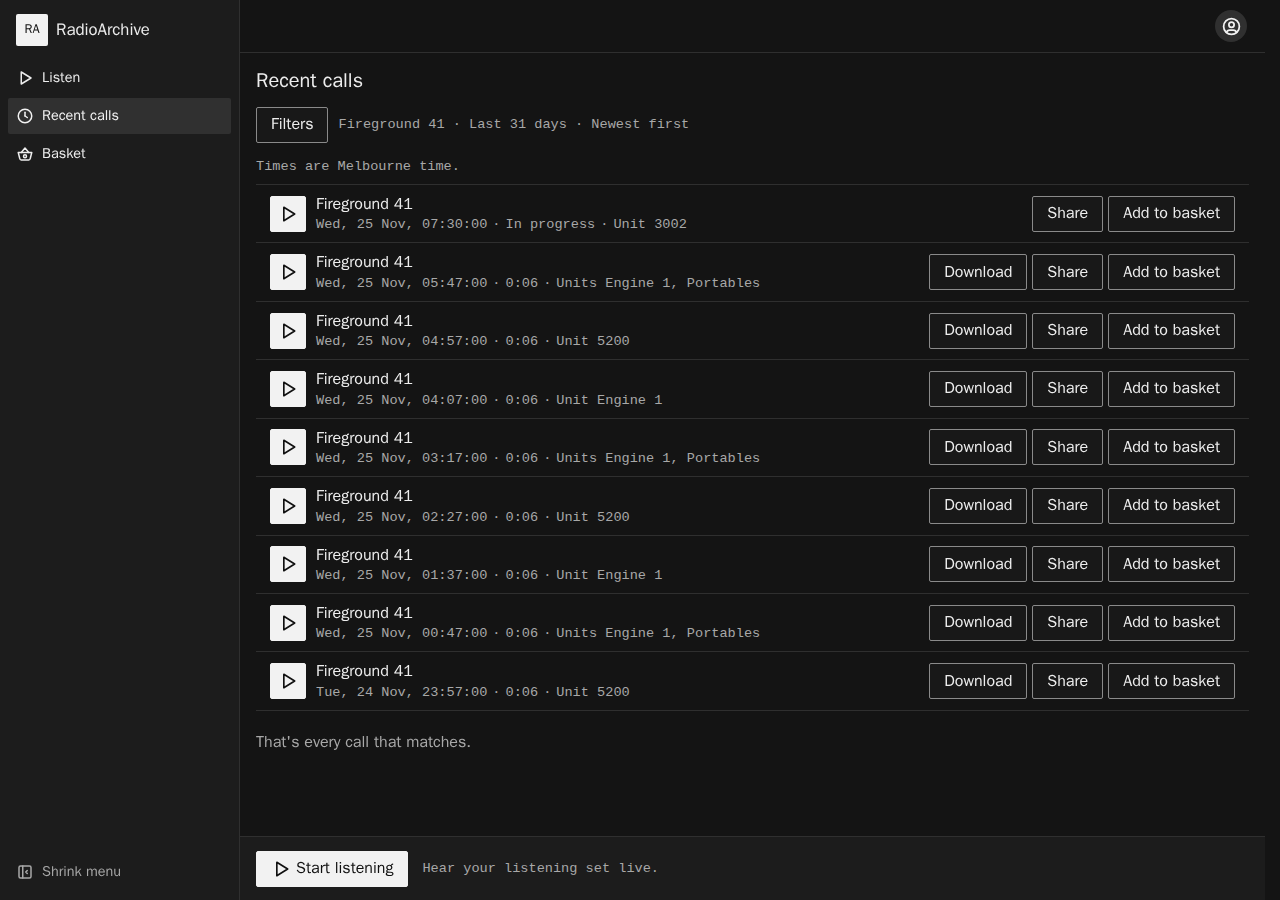 RA RadioArchive
Listen
Recent calls
Basket
Shrink menu
Recent calls
Filters Fireground 41 · Last 31 days · Newest first
Times are Melbourne time.
Fireground 41
Wed, 25 Nov, 07:30:00 · In progress · Unit 3002
Share Add to basket
Fireground 41
Wed, 25 Nov, 05:47:00 · 0:06 · Units Engine 1, Portables
Download Share Add to basket
Fireground 41
Wed, 25 Nov, 04:57:00 · 0:06 · Unit 5200
Download Share Add to basket
Fireground 41
Wed, 25 Nov, 04:07:00 · 0:06 · Unit Engine 1
Download Share Add to basket
Fireground 41
Wed, 25 Nov, 03:17:00 · 0:06 · Units Engine 1, Portables
Download Share Add to basket
Fireground 41
Wed, 25 Nov, 02:27:00 · 0:06 · Unit 5200
Download Share Add to basket
Fireground 41
Wed, 25 Nov, 01:37:00 · 0:06 · Unit Engine 1
Download Share Add to basket
Fireground 41
Wed, 25 Nov, 00:47:00 · 0:06 · Units Engine 1, Portables
Download Share Add to basket
Fireground 41
Tue, 24 Nov, 23:57:00 · 0:06 · Unit 5200
Download Share Add to basket
That's every call that matches.
Start listening Hear your listening set live.